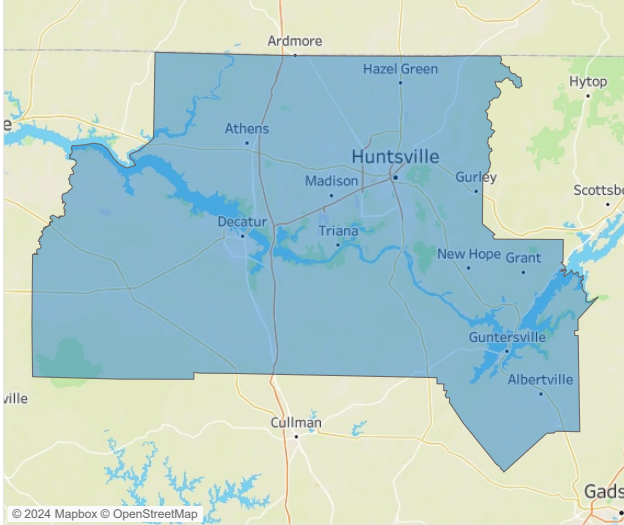 Ardmore
Hazel Green
Hytop
e
Athens
Huntsville
Madison
Gurley
Scottsbo
Decatur
Triana
New Hope
Grant
Guntersville
Albertville
ville
Cullman
Gads
© 2024 Mapbox © OpenStreetMap